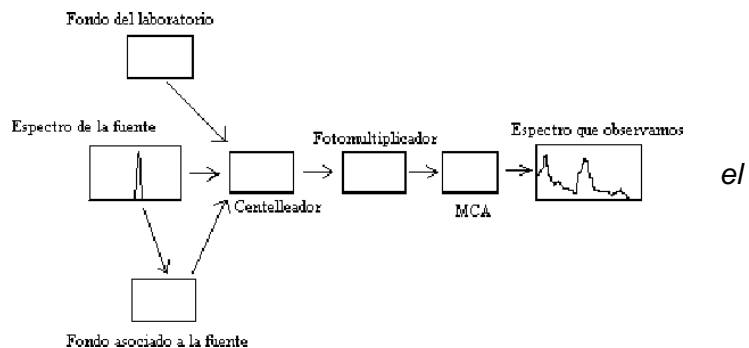 Fondo del laboratorio
Espectro de la fuente
Fotomultiplicador
Espectro que observamos
el
Centelleador
MCA
Fondo asociado a la fuente